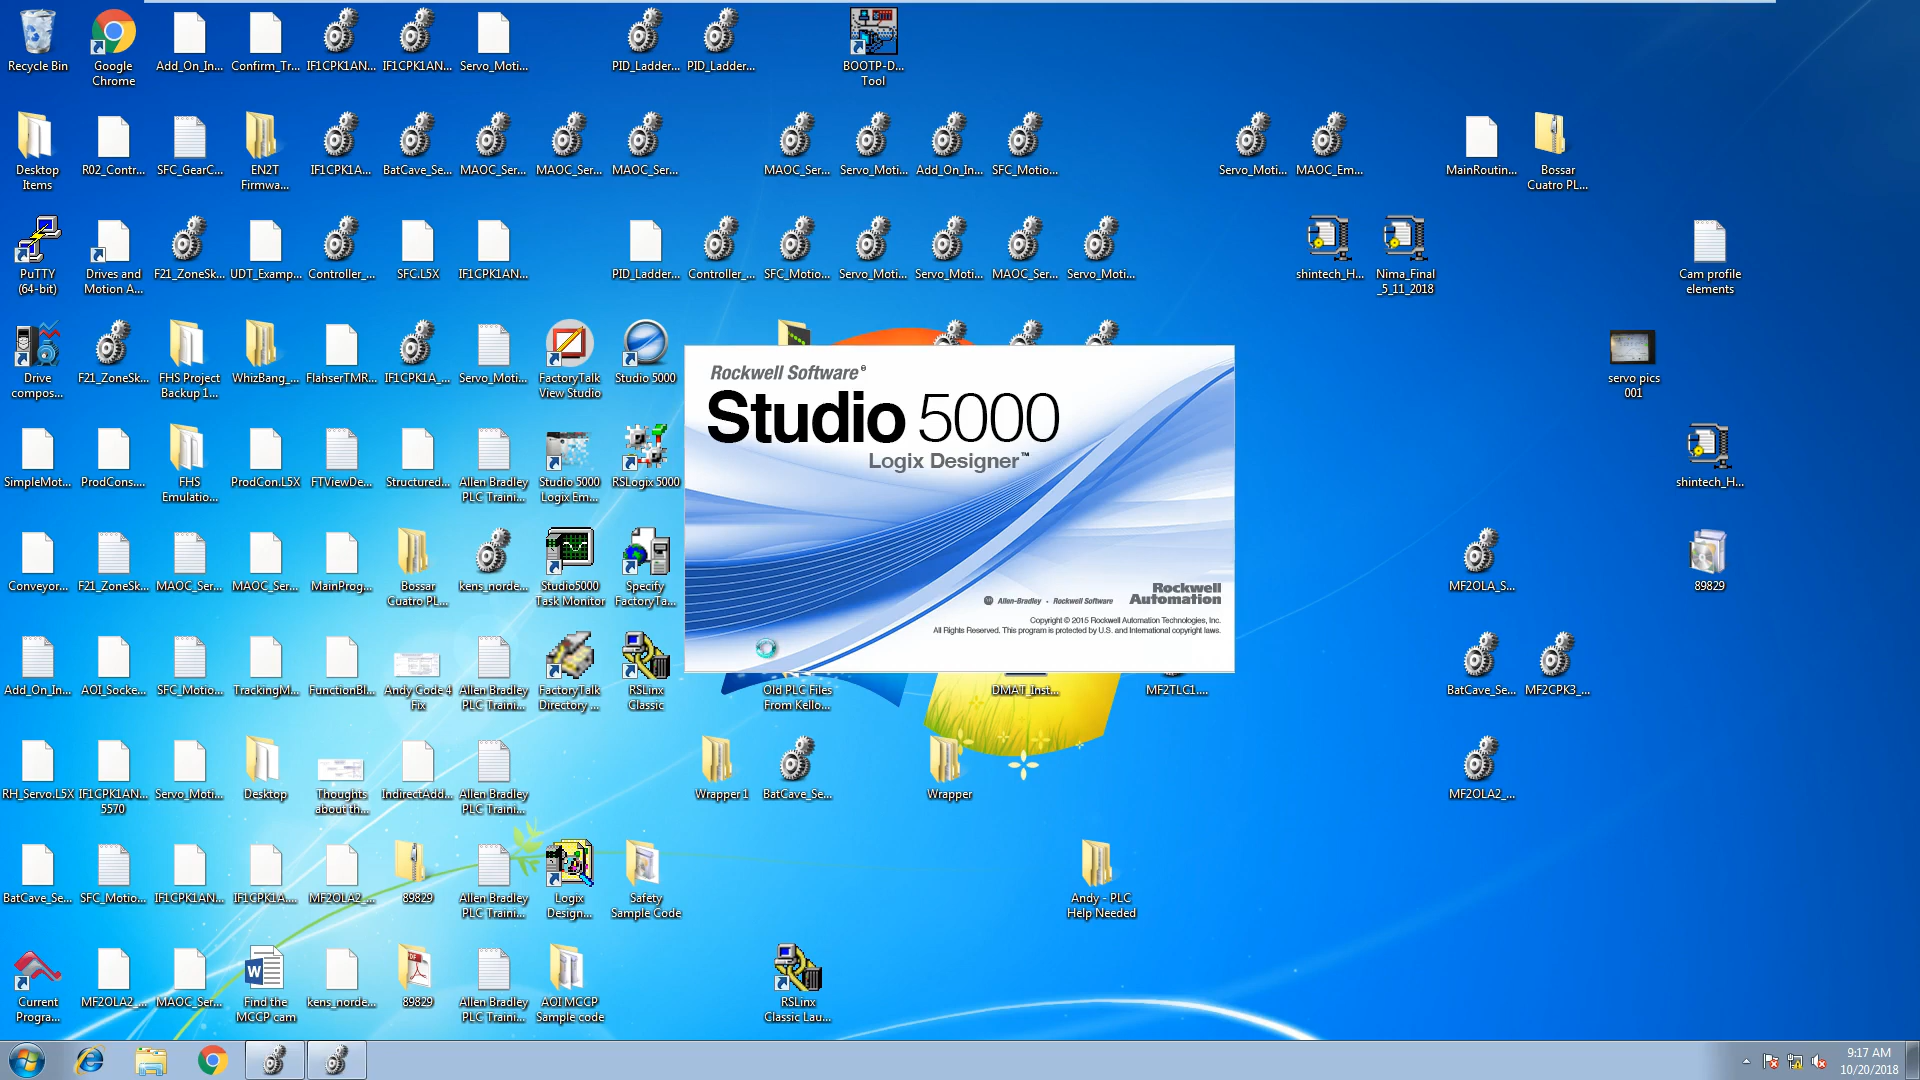 Recycle Bin
Google
Chrome
Add_On_In...
Confirm_Tr...
IF1CPK1AN...
IF1CPK1AN...
Servo_Moti...
PID_Ladder...
PID_Ladder...
BOOTP-D...
Tool
Desktop
Items
R02_Contr...
SFC_GearC...
EN2T
Firmwa...
IF1CPK1A...
BatCave_Se...
MAOC_Ser...
MAOC_Ser...
MAOC_Ser...
MAOC_Ser...
Servo_Moti...
Add_On_In...
SFC_Motio...
Servo_Moti...
MAOC_Em...
MainRoutin...
Bossar
Cuatro PL...
PuTTY
(64-bit)
Drives and
Motion A...
F21_ZoneSk...
UDT_Examp...
Controller_...
SFC.L5X
IF1CPK1AN...
PID_Ladder...
Controller_...
SFC_Motio...
Servo_Moti...
Servo_Moti...
MAOC_Ser...
Servo_Moti...
shintech_H...
Nima_Final
_5_11_2018
Cam profile
elements
Drive
compos...
F21_ZoneSk...
FHS Project
Backup 1...
WhizBang_...
FlahserTMR...
IF1CPK1A_...
Servo_Moti...
FactoryTalk
View Studio
Studio 5000
servo pics
001
Rockwell Software®
Studio 5000
Logix Designer™
Allen-Bradley • Rockwell Software
Rockwell
Automation
Copyright © 2015 Rockwell Automation Technologies, Inc.
All Rights Reserved. This program is protected by U.S. and International copyright laws.
SimpleMot...
ProdCons....
FHS
Emulatio...
ProdCon.L5X
FTViewDe...
Structured...
Allen Bradley
PLC Traini...
Studio 5000
Logix Em...
RSLogix 5000
shintech_H...
Conveyor...
F21_ZoneSk...
MAOC_Ser...
MAOC_Ser...
MainProg...
Bossar
Cuatro PL...
kens_norde...
Studio5000
Task Monitor
Specify
FactoryTa...
MF2OLA_S...
89829
Add_On_In...
AOI_Socke...
SFC_Motio...
TrackingM...
FunctionBl...
Andy Code 4
Fix
Allen Bradley
PLC Traini...
FactoryTalk
Directory ...
RSLinx
Classic
Old PLC Files
From Kello...
DMAT_Inst...
MF2TLC1....
BatCave_Se...
MF2CPK3_...
RH_Servo.L5X
IF1CPK1AN...
5570
Servo_Moti...
Desktop
Thoughts
about th...
IndirectAdd...
Allen Bradley
PLC Traini...
Wrapper1
BatCave_Se...
Wrapper
MF2OLA2_...
BatCave_Se...
SFC_Motio...
IF1CPK1AN...
IF1CPK1A....
MF2OLA2_...
89829
Allen Bradley
PLC Traini...
Logix
Design...
Safety
Sample Code
Andy - PLC
Help Needed
Current
Progra...
MF2OLA2_...
MAOC_Ser...
Find the
MCCP cam
kens_norde...
89829
Allen Bradley
PLC Traini...
AOI MCCP
Sample code
RSLinx
Classic Lau...
9:17 AM
10/20/2018